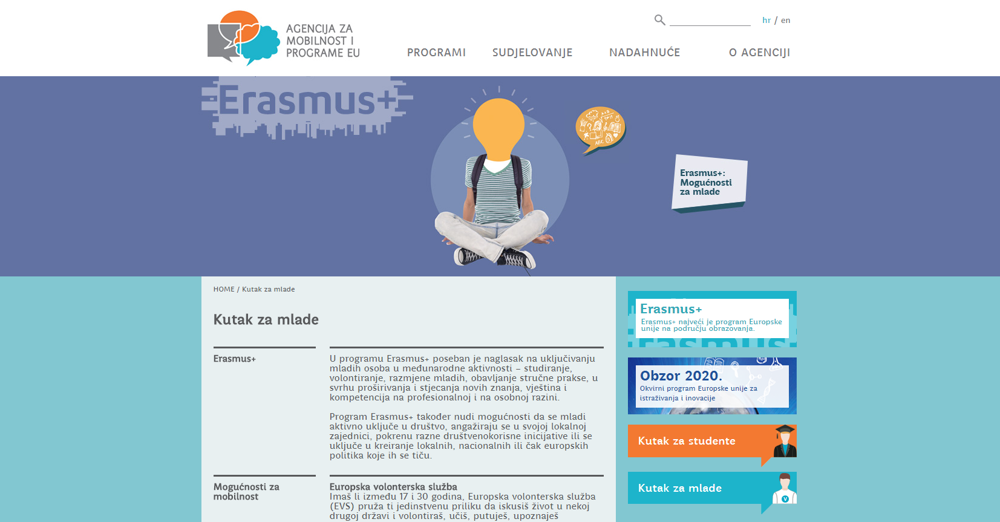 AGENCIJA ZA
MOBILNOST I
PROGRAME EU
hr / en
PROGRAMI
SUDJELOVANJE
NADAHNUĆE
O AGENCIJI
Erasmus+
A+B
ABC
Erasmus+:
Mogućnosti
za mlade
HOME / Kutak za mlade
Kutak za mlade
Erasmus+
U programu Erasmus+ poseban je naglasak na uključivanju
mladih osoba u međunarodne aktivnosti – studiranje,
volontiranje, razmjene mladih, obavljanje stručne prakse, u
svrhu proširivanja i stjecanja novih znanja, vještina i
kompetencija na profesionalnoj i na osobnoj razini.
Program Erasmus+ također nudi mogućnosti da se mladi
aktivno uključe u društvo, angažiraju se u svojoj lokalnoj
zajednici, pokrenu razne društvenokorisne inicijative ili se
uključe u kreiranje lokalnih, nacionalnih ili čak europskih
politika koje ih se tiču.
Mogućnosti za
mobilnost
Europska volonterska služba
Imaš li između 17 i 30 godina, Europska volonterska služba
(EVS) pruža ti jedinstvenu priliku da iskusiš život u nekoj
drugoj državi i volontiraš, učiš, putuješ, upoznaješ
Erasmus+
Erasmus+ najveći je program Europske
unije na području obrazovanja.
erasmus+
Obzor 2020.
Okvirni program Europske unije za
istraživanja i inovacije
Kutak za studente
Kutak za mlade
V